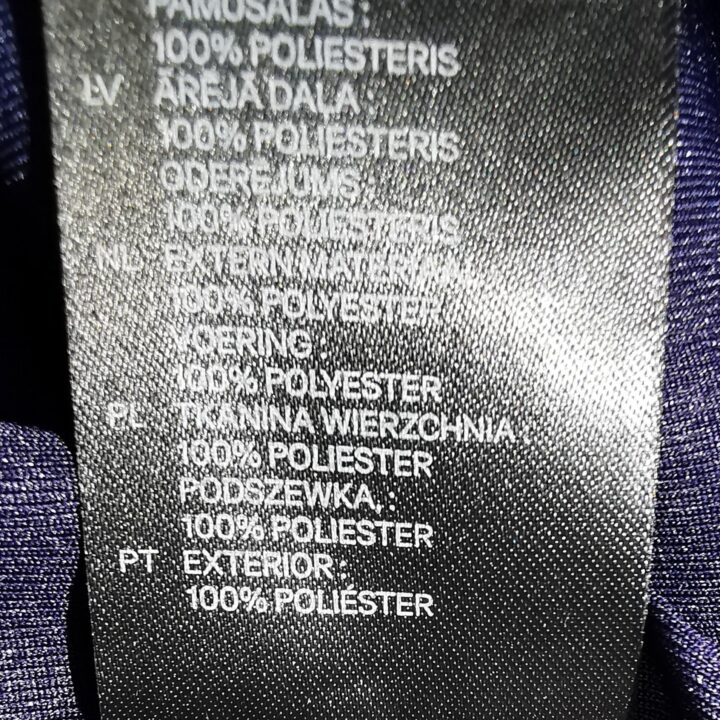 PAMUŠALAS :
100% POLIESTERIS
LV ĀRĒJĀ DAĻA :
100% POLIESTERIS
ODERĒJUMS :
100% POLIESTERIS
NL EXTERN MATERIAAL :
100% POLYESTER
VOERING :
100% POLYESTER
PL TKANINA WIERZCHNIA :
100% POLIESTER
PODSZEWKA, :
100% POLIESTER
PT EXTERIOR :
100% POLIÉSTER